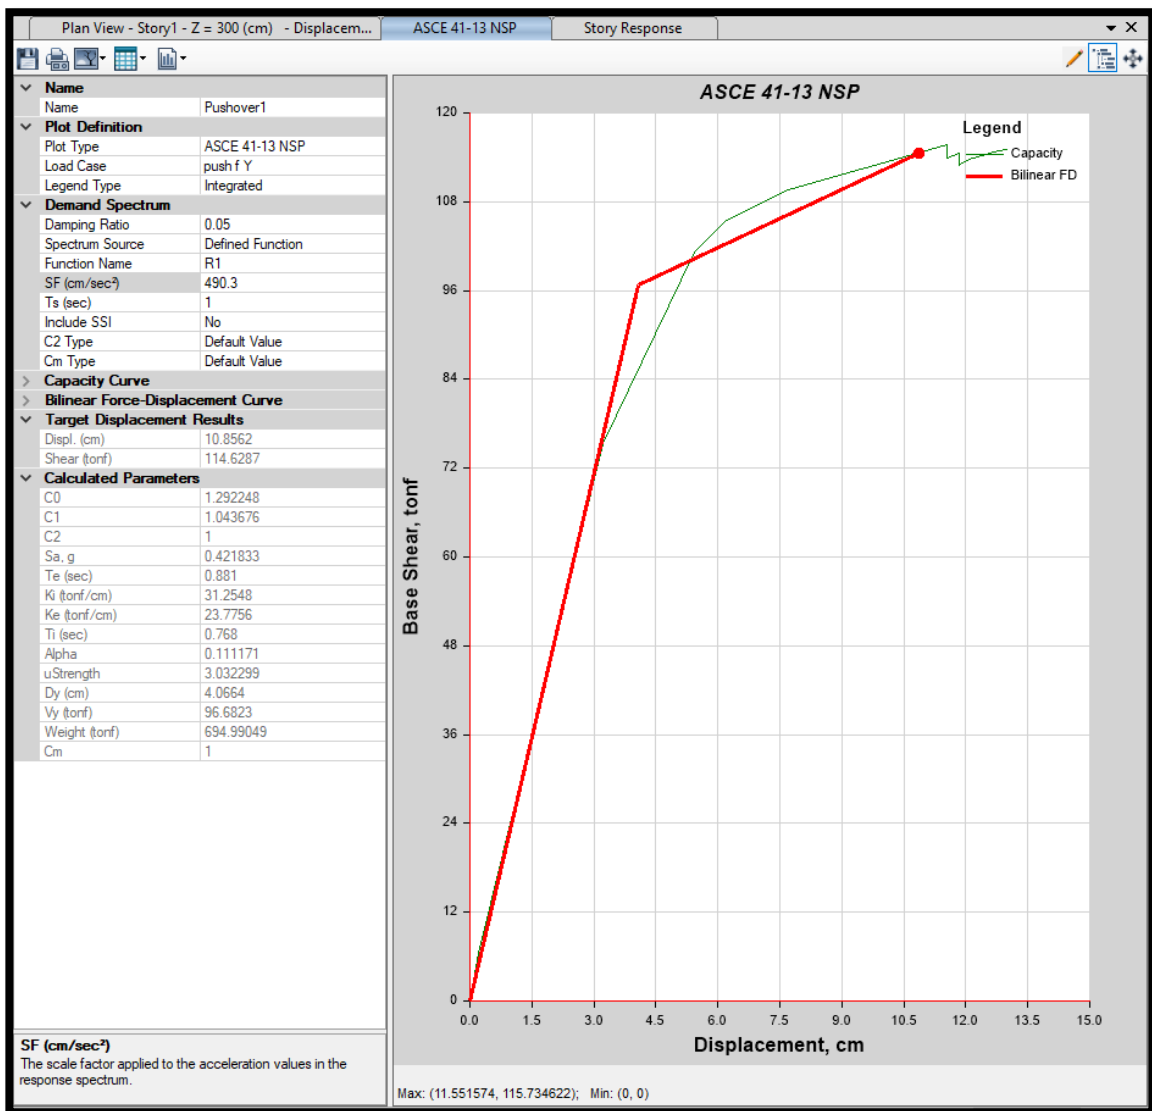 Plan View - Story1 - Z = 300 (cm) - Displacem...
ASCE 41-13 NSP
Story Response
Name
Name Pushover1
Plot Definition
Plot Type ASCE 41-13 NSP
Load Case push f Y
Legend Type Integrated
Demand Spectrum
Damping Ratio 0.05
Spectrum Source Defined Function
Function Name R1
SF (cm/sec²) 490.3
Ts (sec) 1
Include SSI No
C2 Type Default Value
Cm Type Default Value
Capacity Curve
Bilinear Force-Displacement Curve
Target Displacement Results
Displ. (cm) 10.8562
Shear (tonf) 114.6287
Calculated Parameters
C0 1.292248
C1 1.043676
C2 1
Sa, g 0.421833
Te (sec) 0.881
Ki (tonf/cm) 31.2548
Ke (tonf/cm) 23.7756
Ti (sec) 0.768
Alpha 0.111171
uStrength 3.032299
Dy (cm) 4.0664
Vy (tonf) 96.6823
Weight (tonf) 694.99049
Cm 1
SF (cm/sec²)
The scale factor applied to the acceleration values in the
response spectrum.
ASCE 41-13 NSP
Legend
Capacity
Bilinear FD
120
108
96
84
72
60
48
36
24
12
0
Base Shear, tonf
0.0 1.5 3.0 4.5 6.0 7.5 9.0 10.5 12.0 13.5 15.0
Displacement, cm
Max: (11.551574, 115.734622); Min: (0, 0)